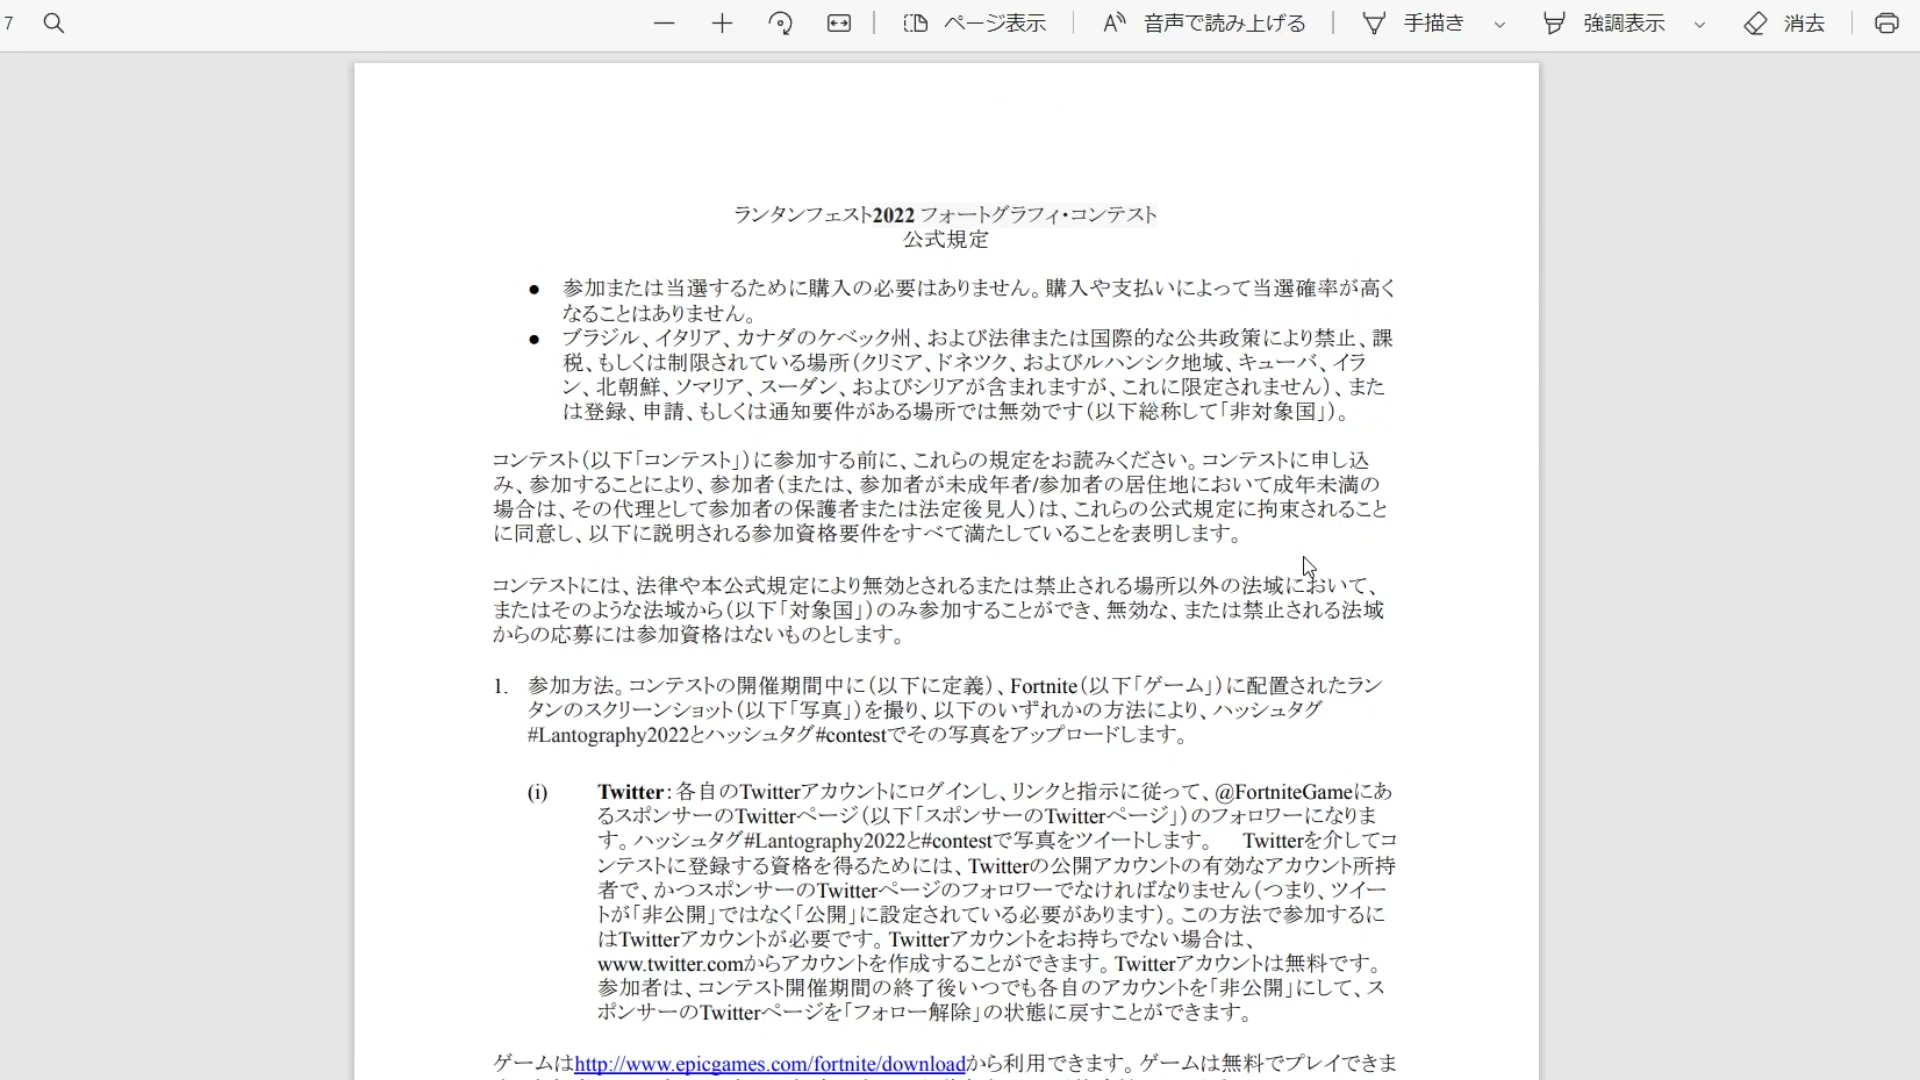 7 ページ表示 音声で読み上げる 手描き 強調表示 消去
ランタンフェスト2022 フォートグラフィ・コンテスト
公式規定
● 参加または当選するために購入の必要はありません。購入や支払いによって当選確率が高く
なることはありません。
● ブラジル、イタリア、カナダのケベック州、および法律または国際的な公共政策により禁止、課
税、もしくは制限されている場所（クリミア、ドネツク、およびルハンシク地域、キューバ、イラ
ン、北朝鮮、ソマリア、スーダン、およびシリアが含まれますが、これに限定されません）、また
は登録、申請、もしくは通知要件がある場所では無効です（以下総称して「非対象国」）。
コンテスト（以下「コンテスト」）に参加する前に、これらの規定をお読みください。コンテストに申し込
み、参加することにより、参加者（または、参加者が未成年者/参加者の居住地において成年未満の
場合は、その代理として参加者の保護者または法定後見人）は、これらの公式規定に拘束されること
に同意し、以下に説明される参加資格要件をすべて満たしていることを表明します。
コンテストには、法律や本公式規定により無効とされるまたは禁止される場所以外の法域において、
またはそのような法域から（以下「対象国」）のみ参加することができ、無効な、または禁止される法域
からの応募には参加資格はないものとします。
1. 参加方法。コンテストの開催期間中に（以下に定義）、Fortnite（以下「ゲーム」）に配置されたラン
タンのスクリーンショット（以下「写真」）を撮り、以下のいずれかの方法により、ハッシュタグ
#Lantography2022とハッシュタグ#contestでその写真をアップロードします。
(i) Twitter：各自のTwitterアカウントにログインし、リンクと指示に従って、@FortniteGameにあ
るスポンサーのTwitterページ（以下「スポンサーのTwitterページ」）のフォロワーになりま
す。ハッシュタグ#Lantography2022と#contestで写真をツイートします。 Twitterを介してコ
ンテストに登録する資格を得るためには、Twitterの公開アカウントの有効なアカウント所持
者で、かつスポンサーのTwitterページのフォロワーでなければなりません（つまり、ツイー
トが「非公開」ではなく「公開」に設定されている必要があります）。この方法で参加するに
はTwitterアカウントが必要です。Twitterアカウントをお持ちでない場合は、
www.twitter.comからアカウントを作成することができます。Twitterアカウントは無料です。
参加者は、コンテスト開催期間の終了後いつでも各自のアカウントを「非公開」にして、ス
ポンサーのTwitterページを「フォロー解除」の状態に戻すことができます。
ゲームはhttp://www.epicgames.com/fortnite/downloadから利用できます。ゲームは無料でプレイできま